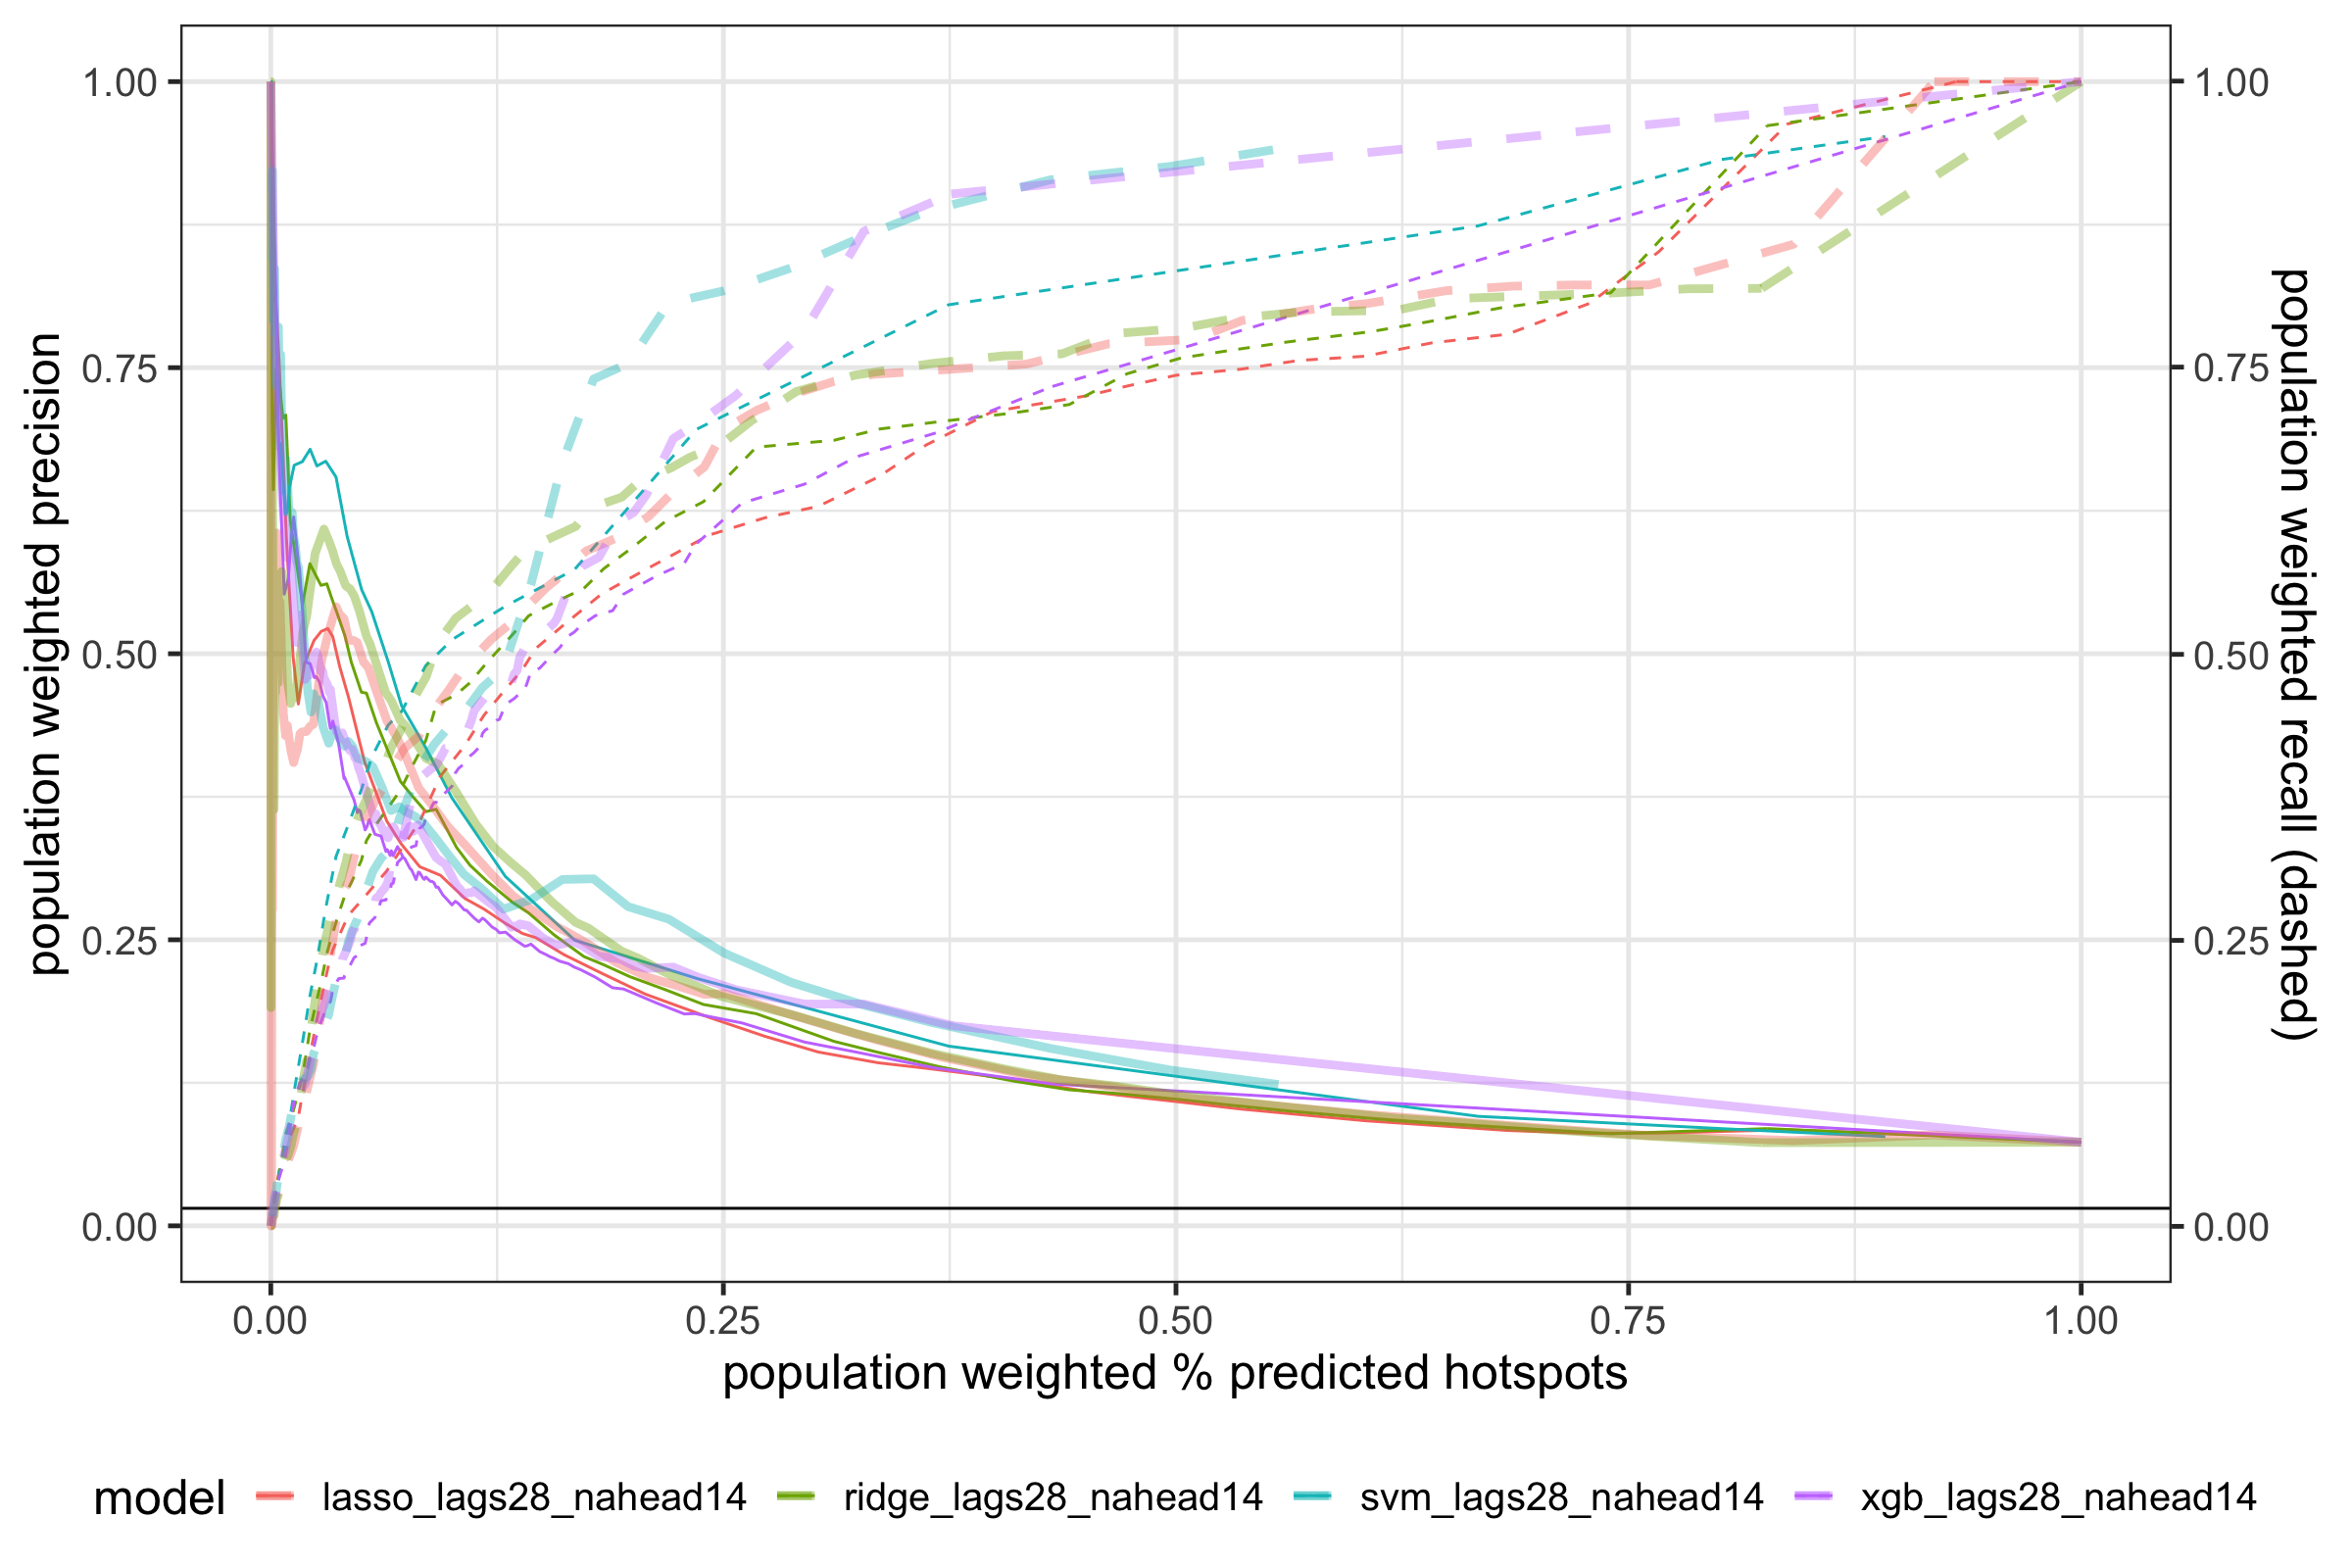 population weighted precision
1.00
0.75
0.50
0.25
0.00
1.00
0.75
0.50
0.25
0.00
population weighted recall (dashed)
0.00 0.25 0.50 0.75 1.00
population weighted % predicted hotspots
model lasso_lags28_nahead14 ridge_lags28_nahead14 svm_lags28_nahead14 xgb_lags28_nahead14